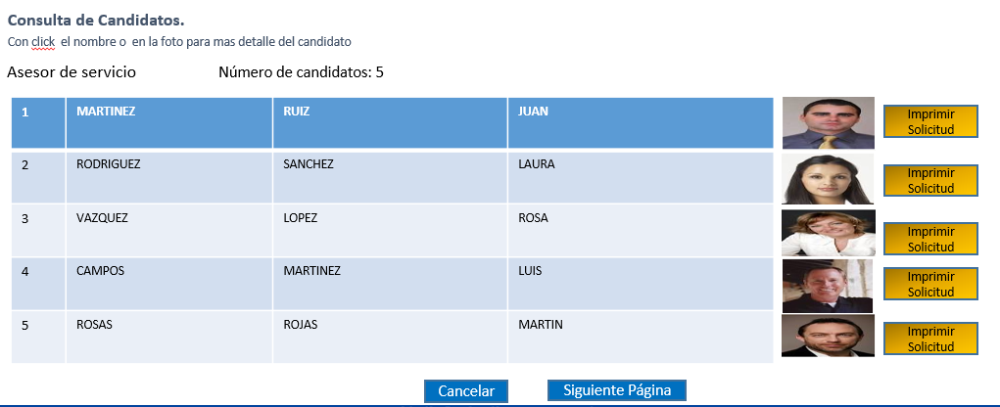 Consulta de Candidatos.
Con click el nombre o en la foto para mas detalle del candidato
Asesor de servicio Número de candidatos: 5
1 MARTINEZ RUIZ JUAN Imprimir
Solicitud
2 RODRIGUEZ SANCHEZ LAURA Imprimir
Solicitud
3 VAZQUEZ LOPEZ ROSA Imprimir
Solicitud
4 CAMPOS MARTINEZ LUIS Imprimir
Solicitud
5 ROSAS ROJAS MARTIN Imprimir
Solicitud
Cancelar Siguiente Página